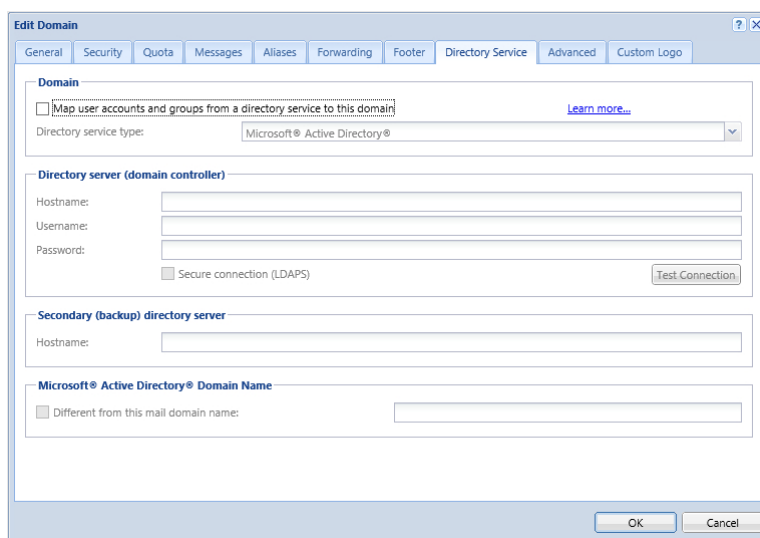 Edit Domain
?
General Security Quota Messages Aliases Forwarding Footer Directory Service Advanced Custom Logo
Domain
Map user accounts and groups from a directory service to this domain Learn more...
Directory service type: Microsoft® Active Directory®
Directory server (domain controller)
Hostname:
Username:
Password:
Secure connection (LDAPS) Test Connection
Secondary (backup) directory server
Hostname:
Microsoft® Active Directory® Domain Name
Different from this mail domain name:
OK Cancel